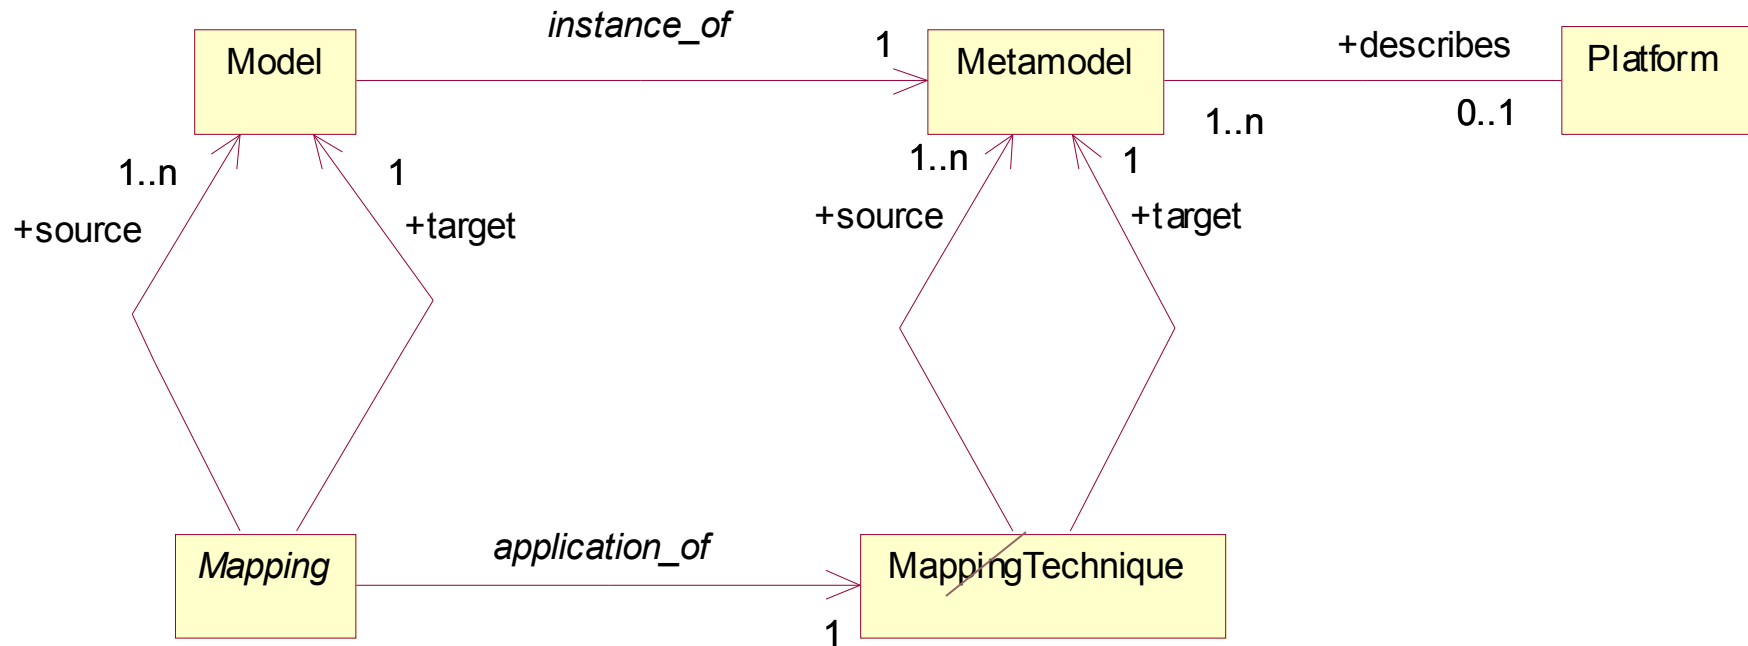 instance_of
Model
1
Metamodel
+describes
Platform
1..n
0..1
1..n
1
1..n
1
+source
+target
+source
+target
Mapping
application_of
MappingTechnique
1